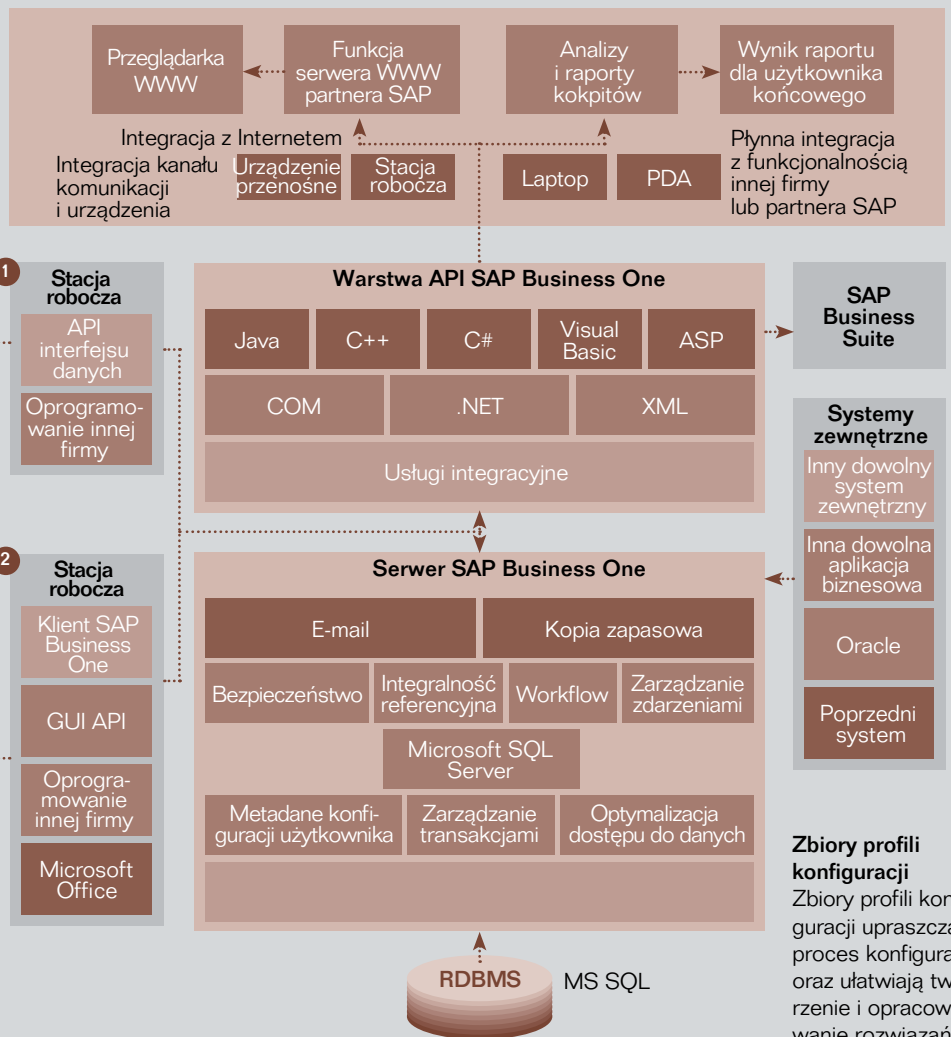 Przeglądarka
WWW
Funkcja
serwera WWW
partnera SAP
Analizy
i raporty
kokpitów
Wynik raportu
dla użytkownika
końcowego
Integracja z Internetem
Integracja kanału
komunikacji
i urządzenia
Urządzenie
przenośne
Stacja
robocza
Laptop
PDA
Płynna integracja
z funkcjonalnością
innej firmy
lub partnera SAP
1
Stacja
robocza
API
interfejsu
danych
Oprogramo-
wanie innej
firmy
Warstwa API SAP Business One
Java
C++
C#
Visual
Basic
ASP
COM
.NET
XML
Usługi integracyjne
SAP
Business
Suite
Systemy
zewnętrzne
Inny dowolny
system
zewnętrzny
Inna dowolna
aplikacja
biznesowa
Oracle
Poprzedni
system
2
Stacja
robocza
Klient SAP
Business
One
GUI API
Oprogra-
mowanie
innej firmy
Microsoft
Office
Serwer SAP Business One
E-mail
Kopia zapasowa
Bezpieczeństwo
Integralność
referencyjna
Workflow
Zarządzanie
zdarzeniami
Microsoft SQL
Server
Metadane konfi-
guracji użytkownika
Zarządzanie
transakcjami
Optymalizacja
dostępu do danych
RDBMS
MS SQL
Zbiory profili
konfiguracji
Zbiory profili kon
guracji upraszcza
proces konfigura
oraz ułatwiają tw
rzenie i opracow
wanie rozwiązań